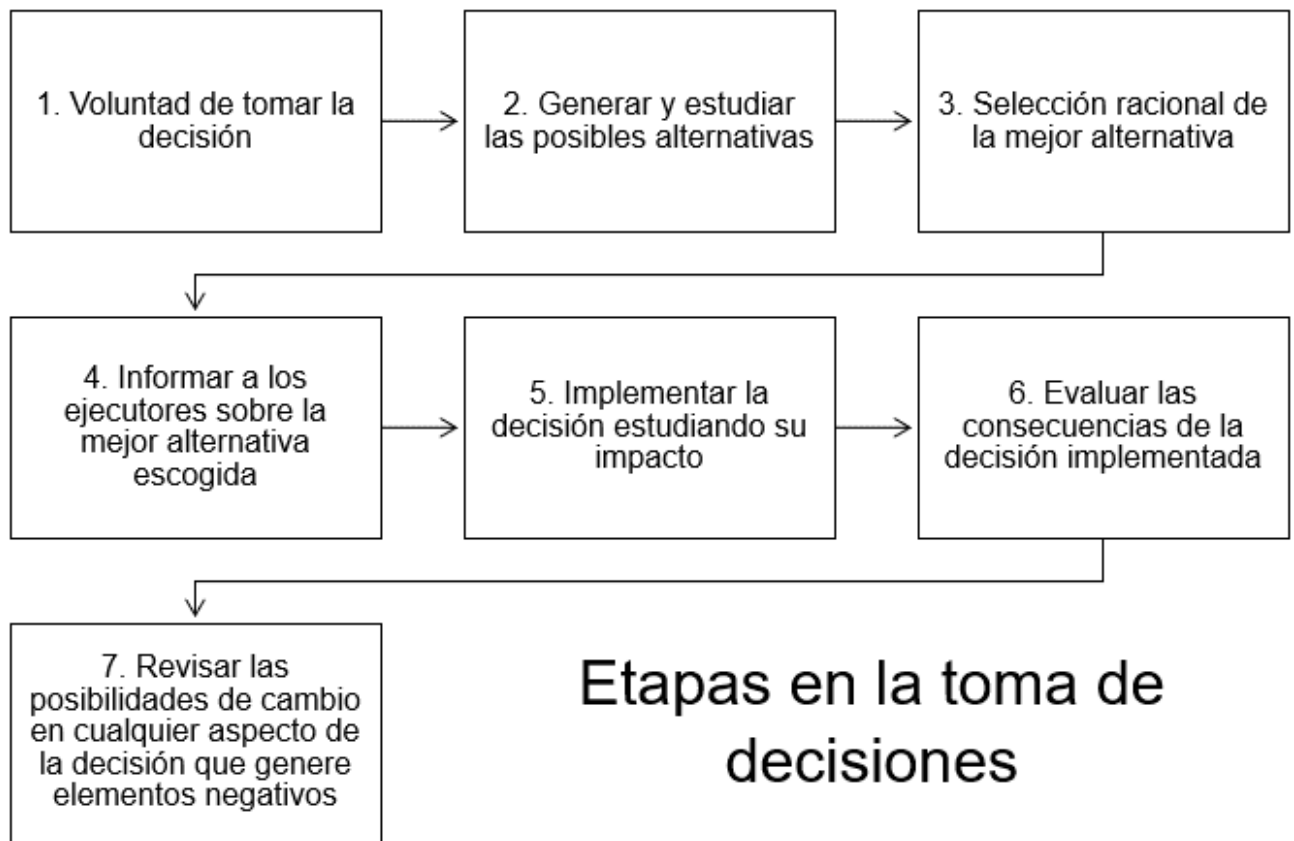 1. Voluntad de tomar la
decisión
2. Generar y estudiar
las posibles alternativas
3. Selección racional de
la mejor alternativa
4. Informar a los
ejecutores sobre la
mejor alternativa
escogida
5. Implementar la
decisión estudiando su
impacto
6. Evaluar las
consecuencias de la
decisión implementada
7. Revisar las
posibilidades de cambio
en cualquier aspecto de
la decisión que genere
elementos negativos
Etapas en la toma de
decisiones